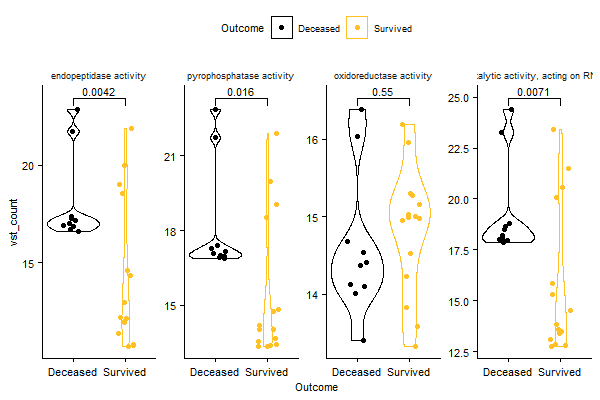 Outcome Deceased Survived
endopeptidase activity pyrophosphatase activity oxidoreductase activity talytic activity, acting on RN
0.0042 0.016 0.55 0.0071
vst_count
20
15
21
18
15
16
15
14
25.0
22.5
20.0
17.5
15.0
12.5
Deceased Survived Deceased Survived Deceased Survived Deceased Survived
Outcome